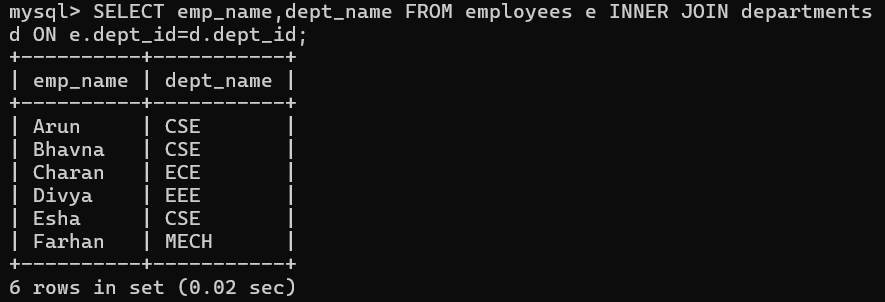 mysql> SELECT emp_name,dept_name FROM employees e INNER JOIN departments
d ON e.dept_id=d.dept_id;
+----------+-----------+
| emp_name | dept_name |
+----------+-----------+
| Arun     | CSE       |
| Bhavna   | CSE       |
| Charan   | ECE       |
| Divya    | EEE       |
| Esha     | CSE       |
| Farhan   | MECH      |
+----------+-----------+
6 rows in set (0.02 sec)